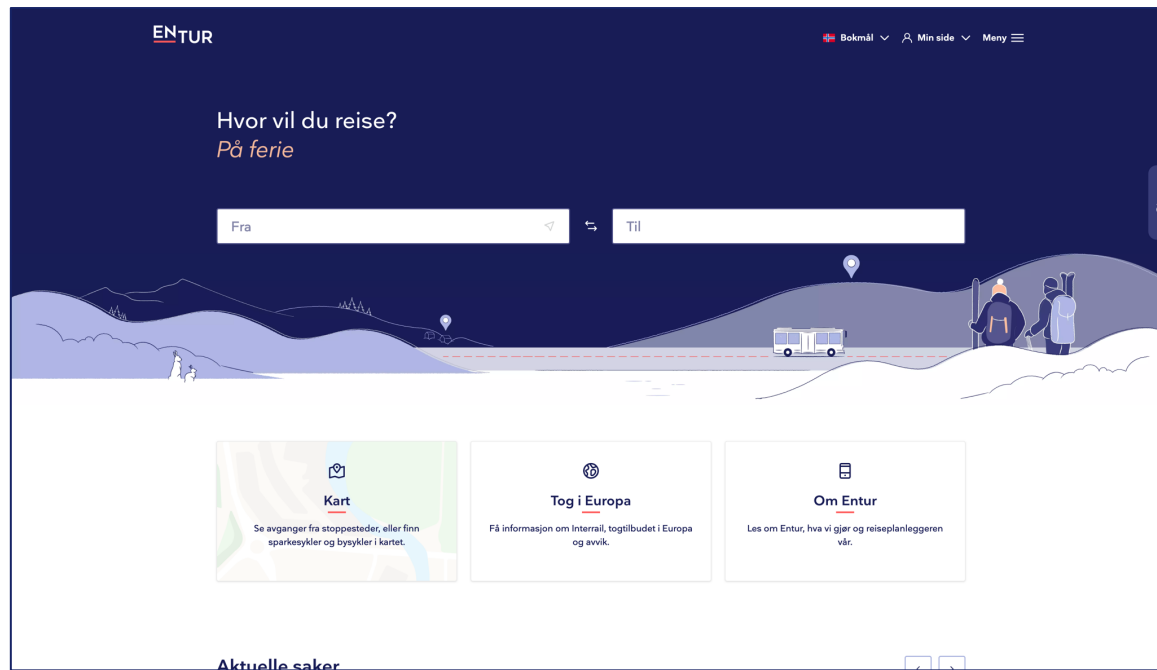 ENTUR
Bokmål
Min side
Meny
Hvor vil du reise?
På ferie
Fra
Til
Kart
Se avganger fra stoppesteder, eller finn
sparkesykler og bysykler i kartet.
Tog i Europa
Få informasjon om Interrail, togtilbudet i Europa
og avvik.
Om Entur
Les om Entur, hva vi gjør og reiseplanleggeren
vår.
Aktuelle saker